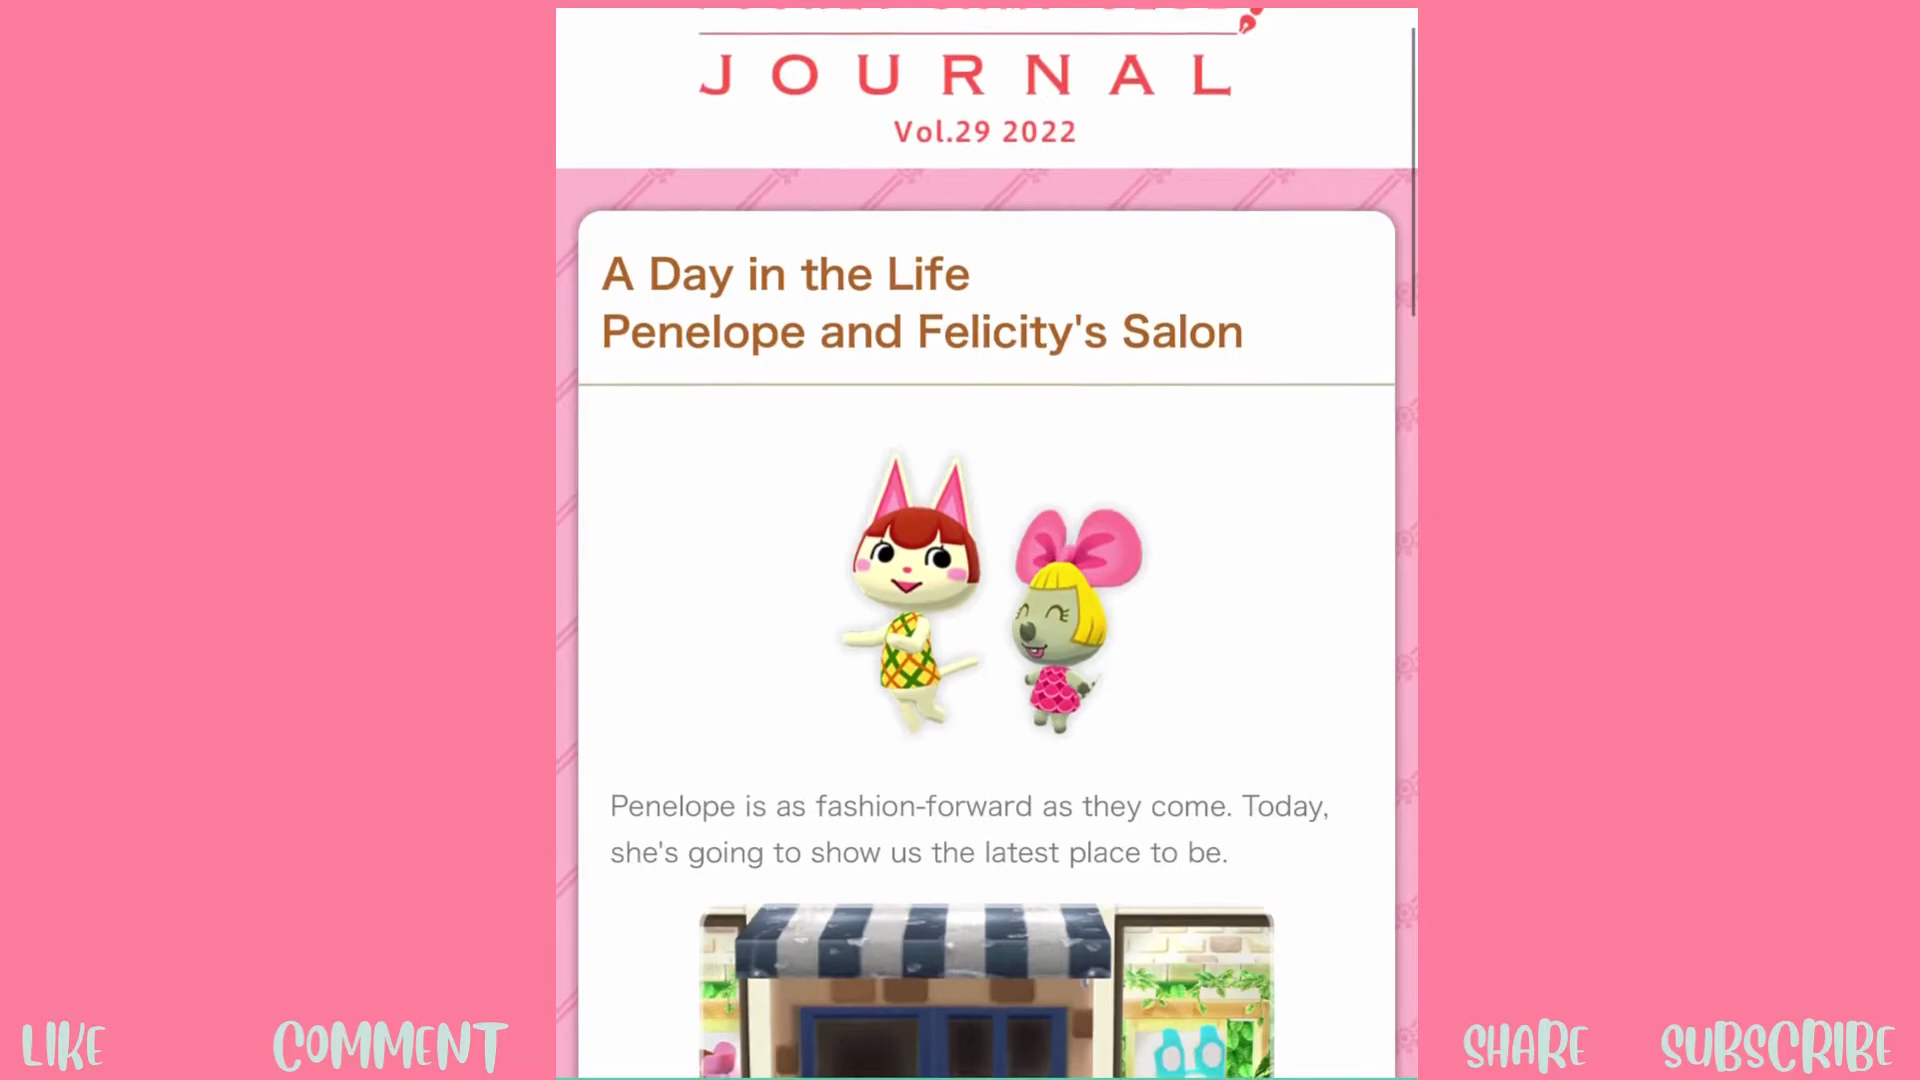 JOURNAL
Vol.29 2022
A Day in the Life
Penelope and Felicity's Salon
Penelope is as fashion-forward as they come. Today,
she's going to show us the latest place to be.
LIKE
COMMENT
SHARE
SUBSCRIBE